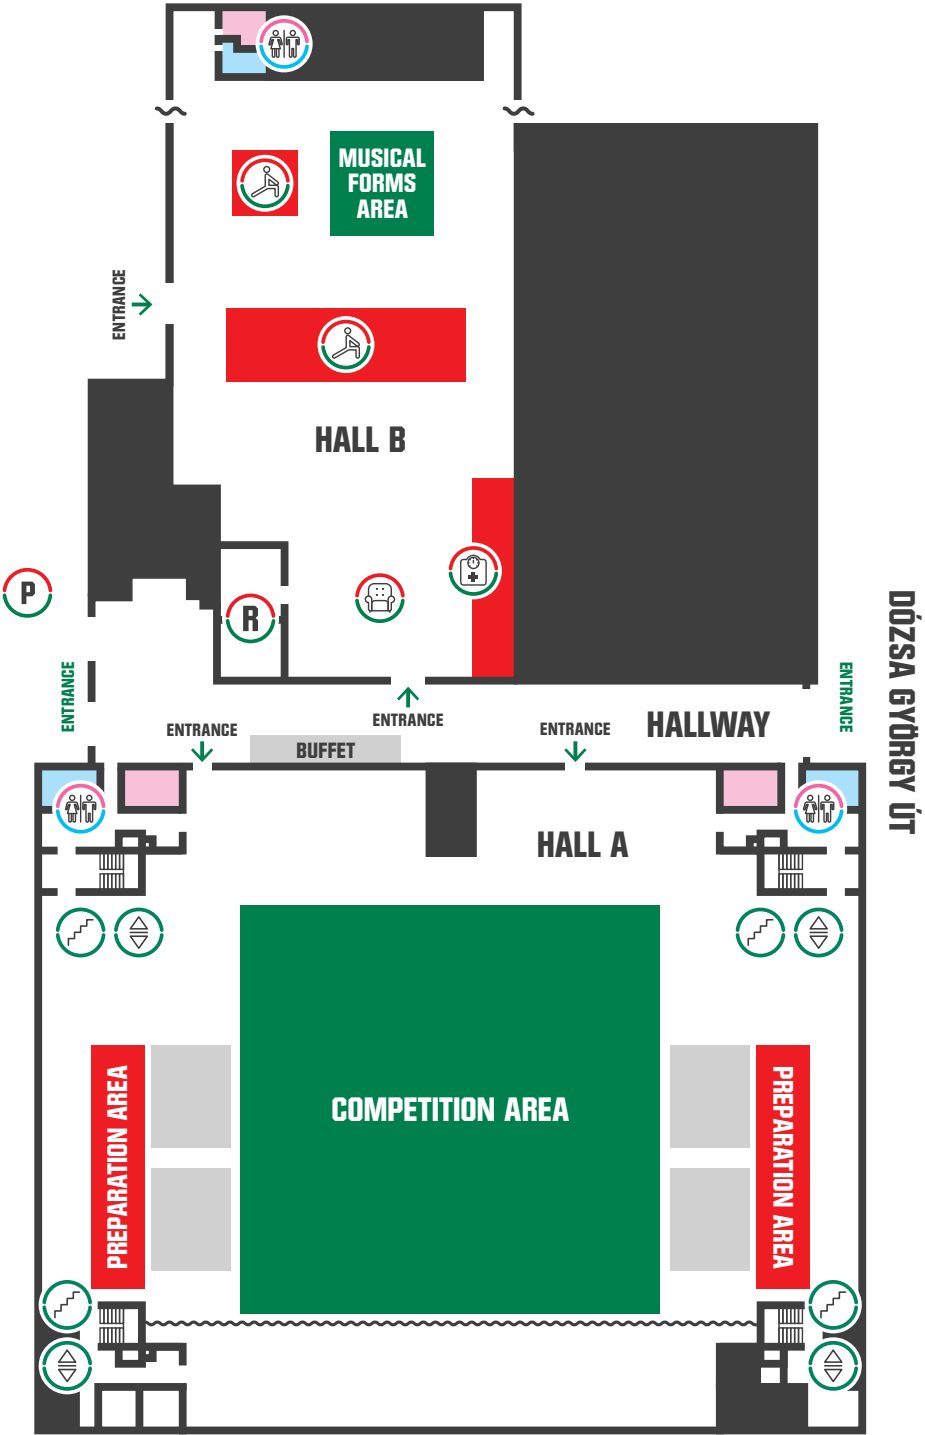 MUSICAL
FORMS
AREA
ENTRANCE
HALL B
P
R
DÓZSA GYÖRGY ÚT
ENTRANCE
ENTRANCE
ENTRANCE
ENTRANCE
ENTRANCE
HALLWAY
BUFFET
HALL A
COMPETITION AREA
PREPARATION AREA
PREPARATION AREA